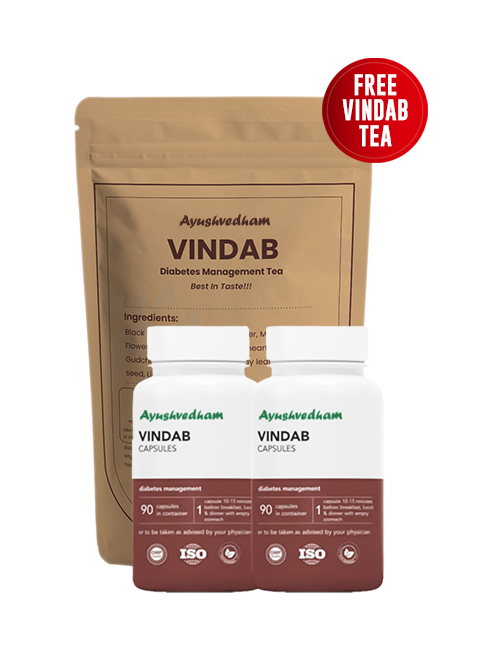 FREE
VINDAB
TEA
Ayushvedham
VINDAB
Diabetes Management Tea
Best In Taste!!!
Ingredients:
Black
Flower
Gudu
seed, L
Ayushvedham
VINDAB
CAPSULES
diabetes management
90 capsules
in container
1 capsule 10-15 minutes
before breakfast, lunch
& dinner with empty
stomach
or to be taken as advised by your physician
GMP
ISO
Ayushvedham
VINDAB
CAPSULES
diabetes management
90 capsules
in container
1 capsule 10-15 minutes
before breakfast, lunch
& dinner with empty
stomach
or to be taken as advised by your physician
GMP
ISO